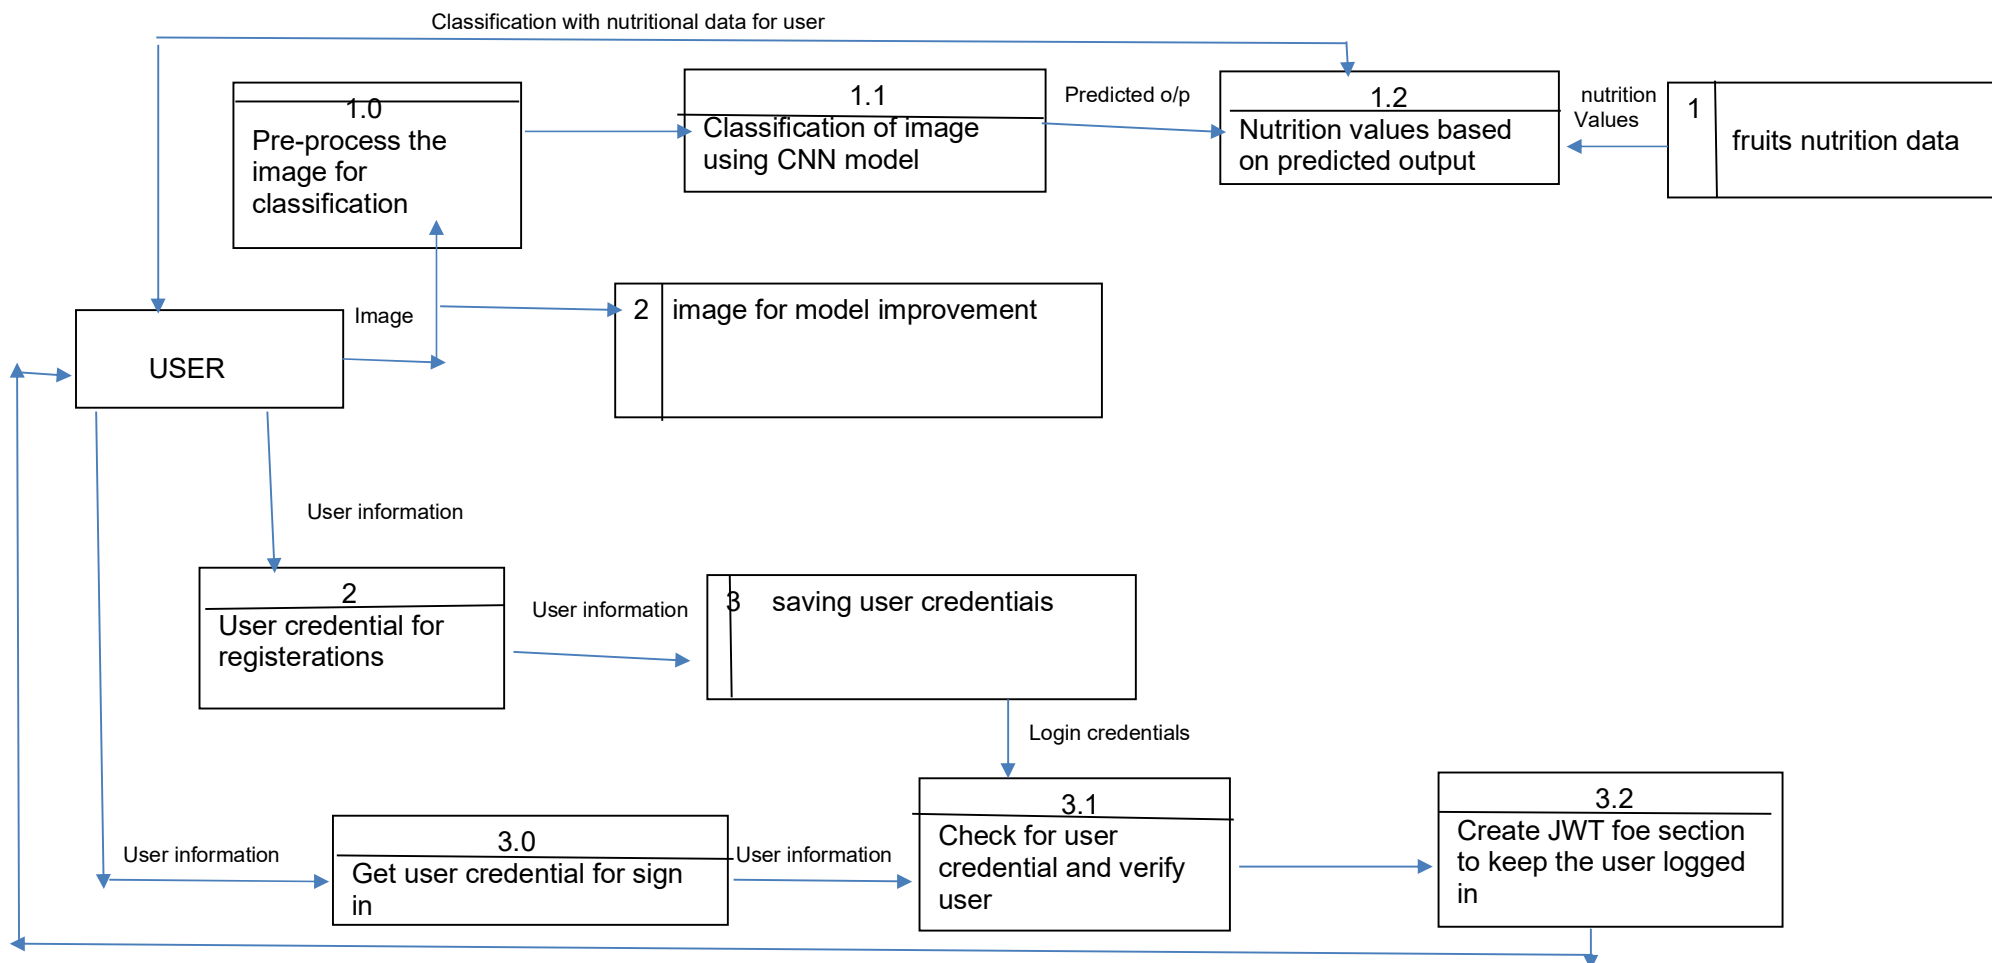 Classification with nutritional data for user
1.0
Pre-process the
image for
classification
1.1
Classification of image
using CNN model
Predicted o/p
1.2
Nutrition values based
on predicted output
nutrition
Values
1
fruits nutrition data
Image
2
image for model improvement
USER
User information
2
User credential for
registerations
User information
3
saving user credentiais
Login credentials
User information
3.0
Get user credential for sign
in
User information
3.1
Check for user
credential and verify
user
3.2
Create JWT foe section
to keep the user logged
in